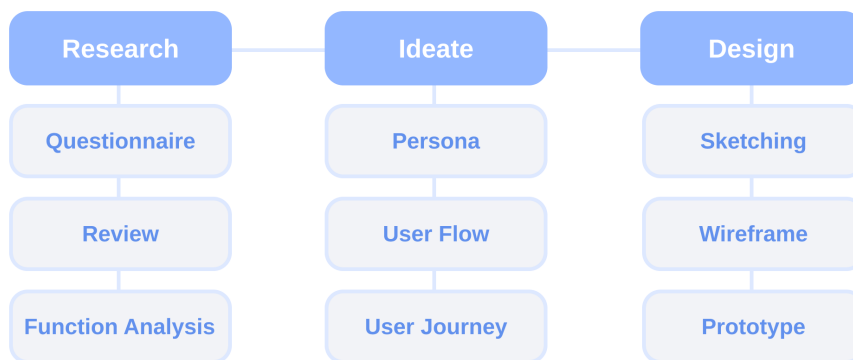 Research
Ideate
Design
Questionnaire
Persona
Sketching
Review
User Flow
Wireframe
Function Analysis
User Journey
Prototype